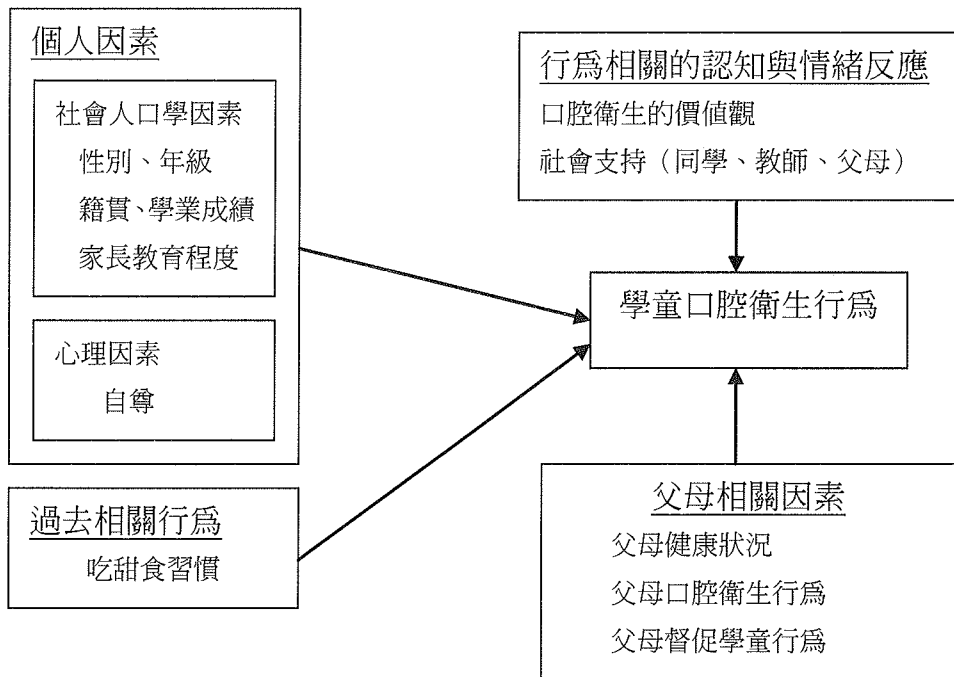 個人因素
社會人口學因素
性別、年級
籍貫、學業成績
家長教育程度
心理因素
自尊
過去相關行爲
吃甜食習慣
行爲相關的認知與情緒反應
口腔衛生的價値觀
社會支持（同學、教師、父母）
學童口腔衛生行爲
父母相關因素
父母健康狀況
父母口腔衛生行爲
父母督促學童行爲